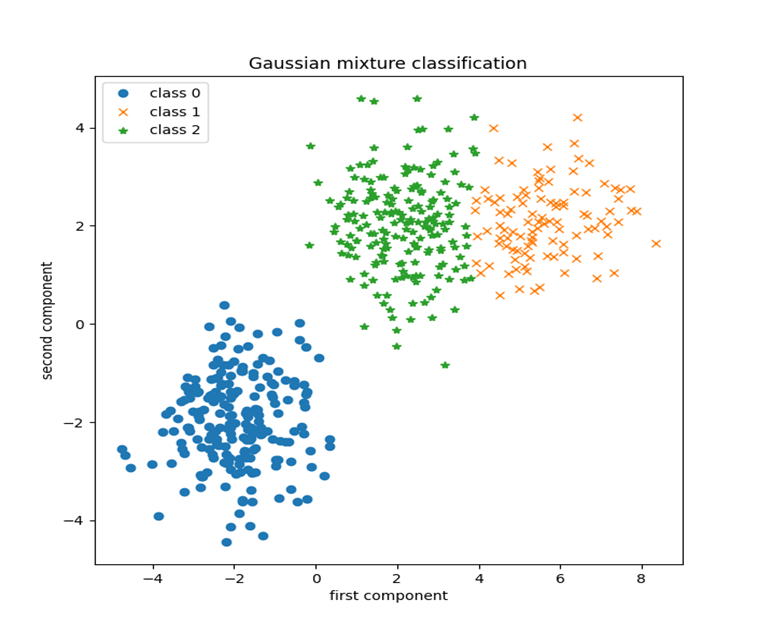 Gaussian mixture classification
class 0
class 1
class 2
4
2
0
−2
−4
second component
−4 −2 0 2 4 6 8
first component